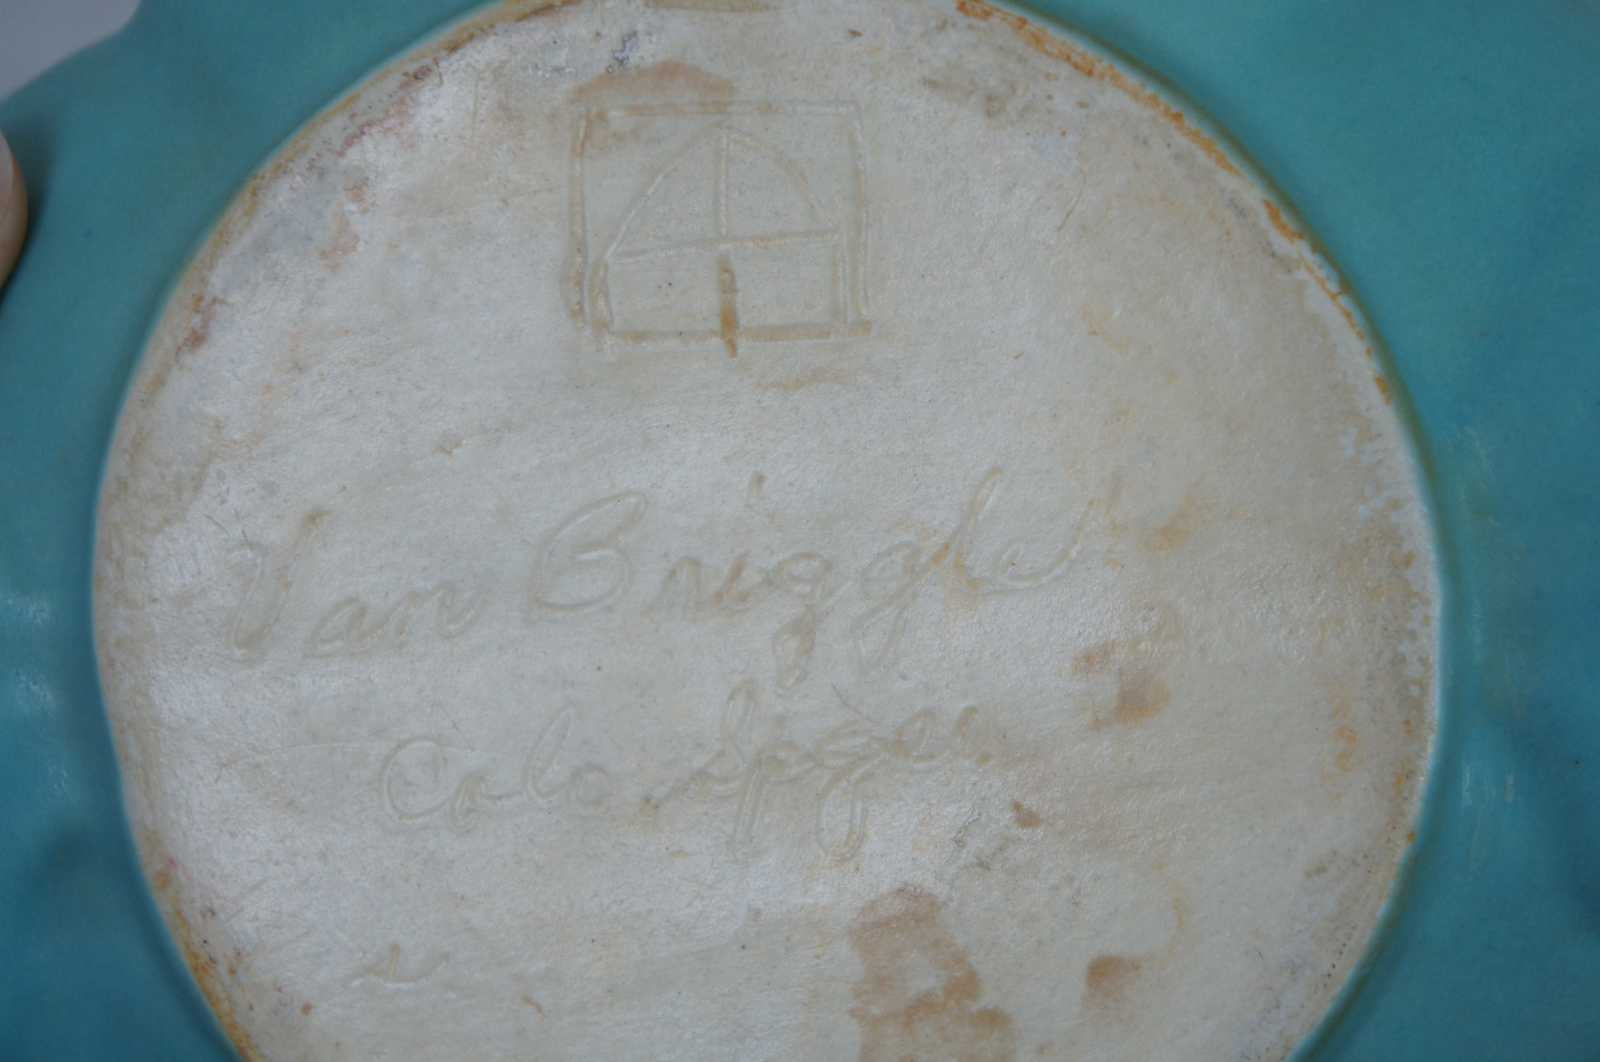 Van Briggle
Colo. Spgs.